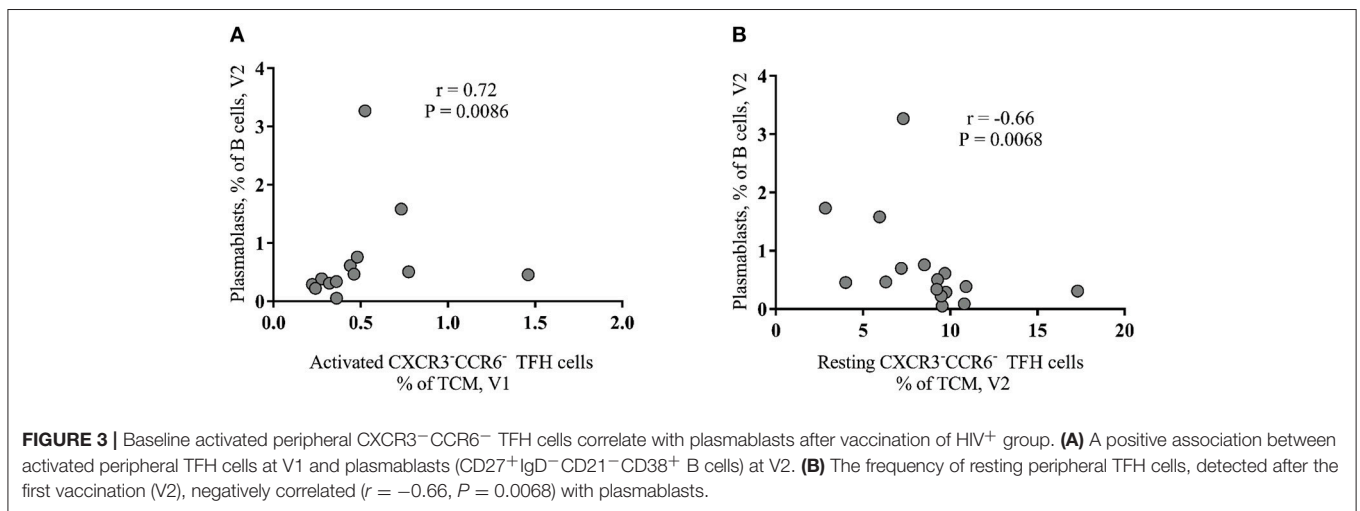 A
Plasmablasts, % of B cells, V2
4
3
2
1
0
r = 0.72
P = 0.0086
0.0 0.5 1.0 1.5 2.0
Activated CXCR3⁻CCR6⁻ TFH cells
% of TCM, V1
B
Plasmablasts, % of B cells, V2
4
3
2
1
0
r = -0.66
P = 0.0068
0 5 10 15 20
Resting CXCR3⁻CCR6⁻ TFH cells
% of TCM, V2
FIGURE 3 | Baseline activated peripheral CXCR3−CCR6− TFH cells correlate with plasmablasts after vaccination of HIV+ group. (A) A positive association between
activated peripheral TFH cells at V1 and plasmablasts (CD27+IgD−CD21−CD38+ B cells) at V2. (B) The frequency of resting peripheral TFH cells, detected after the
first vaccination (V2), negatively correlated (r = −0.66, P = 0.0068) with plasmablasts.